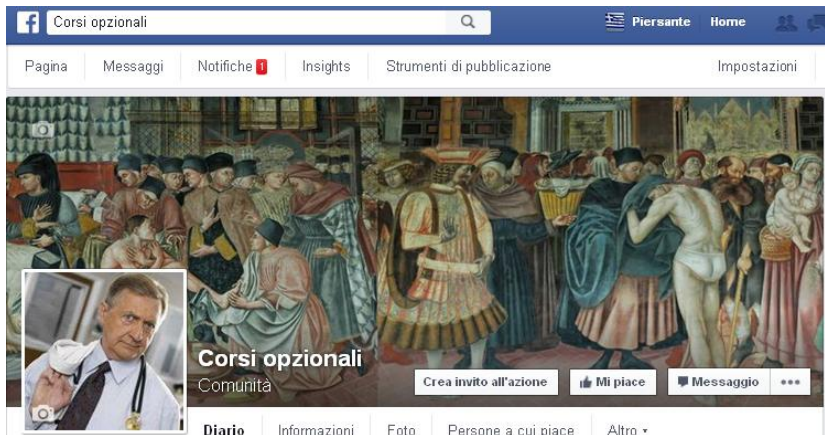 f Corsi opzionali Piersante Home
Pagina Messaggi Notifiche 1 Insights Strumenti di pubblicazione Impostazioni
Corsi opzionali
Comunità
Crea invito all'azione Mi piace Messaggio •••
Diario Informazioni Foto Persone a cui piace Altro